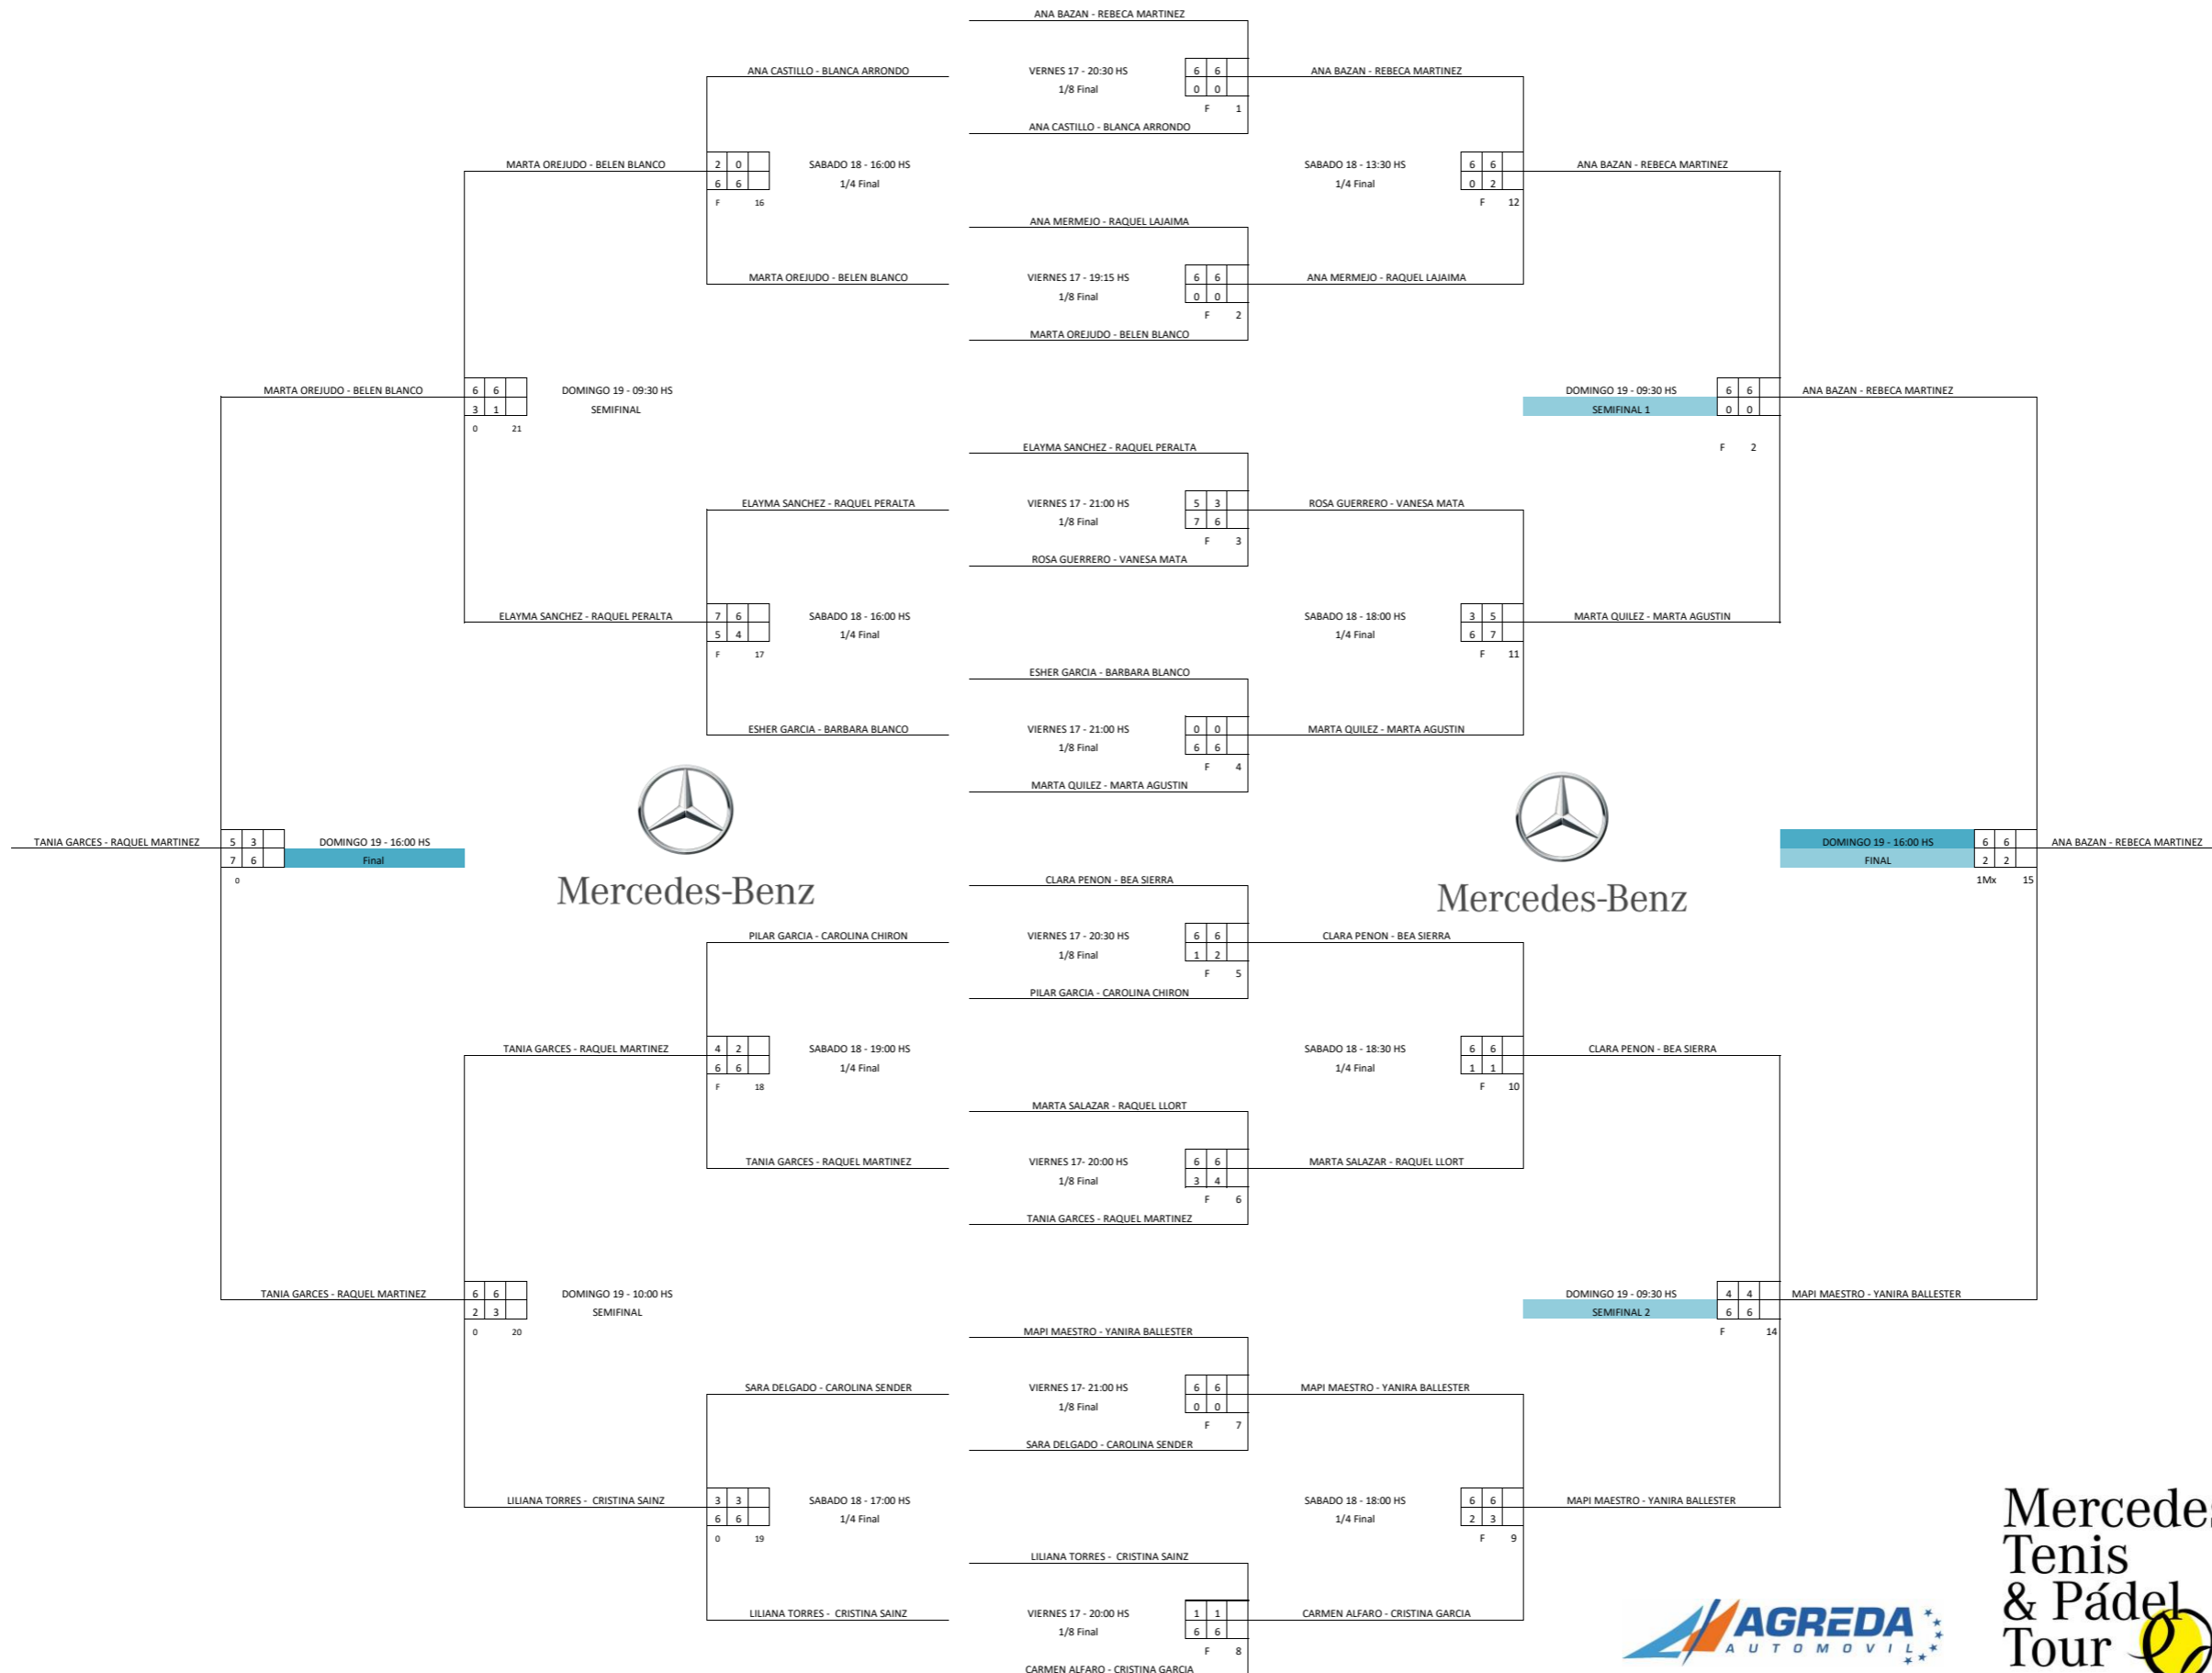 ANA BAZAN - REBECA MARTINEZ
ANA CASTILLO - BLANCA ARRONDO VERNES 17 - 20:30 HS 6 6 ANA BAZAN - REBECA MARTINEZ
1/8 Final 0 0
F 1
ANA CASTILLO - BLANCA ARRONDO
MARTA OREJUDO - BELEN BLANCO 2 0 SABADO 18 - 16:00 HS SABADO 18 - 13:30 HS 6 6 ANA BAZAN - REBECA MARTINEZ
6 6 1/4 Final 1/4 Final 0 2
F 16 F 12
ANA MERMEJO - RAQUEL LAJAIMA
MARTA OREJUDO - BELEN BLANCO VIERNES 17 - 19:15 HS 6 6 ANA MERMEJO - RAQUEL LAJAIMA
1/8 Final 0 0
F 2
MARTA OREJUDO - BELEN BLANCO
MARTA OREJUDO - BELEN BLANCO 6 6 DOMINGO 19 - 09:30 HS DOMINGO 19 - 09:30 HS 6 6 ANA BAZAN - REBECA MARTINEZ
3 1 SEMIFINAL SEMIFINAL 1 0 0
0 21
ELAYMA SANCHEZ - RAQUEL PERALTA F 2
ELAYMA SANCHEZ - RAQUEL PERALTA VIERNES 17 - 21:00 HS 5 3 ROSA GUERRERO - VANESA MATA
1/8 Final 7 6
F 3
ROSA GUERRERO - VANESA MATA
ELAYMA SANCHEZ - RAQUEL PERALTA 7 6 SABADO 18 - 16:00 HS SABADO 18 - 18:00 HS 3 5 MARTA QUILEZ - MARTA AGUSTIN
5 4 1/4 Final 1/4 Final 6 7
F 17 F 11
ESHER GARCIA - BARBARA BLANCO
ESHER GARCIA - BARBARA BLANCO VIERNES 17 - 21:00 HS 0 0 MARTA QUILEZ - MARTA AGUSTIN
1/8 Final 6 6
F 4
MARTA QUILEZ - MARTA AGUSTIN
TANIA GARCES - RAQUEL MARTINEZ 5 3 DOMINGO 19 - 16:00 HS DOMINGO 19 - 16:00 HS 6 6 ANA BAZAN - REBECA MARTINEZ
7 6 Final FINAL 2 2
0 1Mx 15
Mercedes-Benz Mercedes-Benz
CLARA PENON - BEA SIERRA
PILAR GARCIA - CAROLINA CHIRON VIERNES 17 - 20:30 HS 6 6 CLARA PENON - BEA SIERRA
1/8 Final 1 2
F 5
PILAR GARCIA - CAROLINA CHIRON
TANIA GARCES - RAQUEL MARTINEZ 4 2 SABADO 18 - 19:00 HS SABADO 18 - 18:30 HS 6 6 CLARA PENON - BEA SIERRA
6 6 1/4 Final 1/4 Final 1 1
F 18 F 10
MARTA SALAZAR - RAQUEL LLORT
TANIA GARCES - RAQUEL MARTINEZ VIERNES 17- 20:00 HS 6 6 MARTA SALAZAR - RAQUEL LLORT
1/8 Final 3 4
F 6
TANIA GARCES - RAQUEL MARTINEZ
TANIA GARCES - RAQUEL MARTINEZ 6 6 DOMINGO 19 - 10:00 HS DOMINGO 19 - 09:30 HS 4 4 MAPI MAESTRO - YANIRA BALLESTER
2 3 SEMIFINAL SEMIFINAL 2 6 6
0 20 F 14
MAPI MAESTRO - YANIRA BALLESTER
SARA DELGADO - CAROLINA SENDER VIERNES 17- 21:00 HS 6 6 MAPI MAESTRO - YANIRA BALLESTER
1/8 Final 0 0
F 7
SARA DELGADO - CAROLINA SENDER
LILIANA TORRES - CRISTINA SAINZ 3 3 SABADO 18 - 17:00 HS SABADO 18 - 18:00 HS 6 6 MAPI MAESTRO - YANIRA BALLESTER
6 6 1/4 Final 1/4 Final 2 3
0 19 F 9
LILIANA TORRES - CRISTINA SAINZ
LILIANA TORRES - CRISTINA SAINZ VIERNES 17 - 20:00 HS 1 1 CARMEN ALFARO - CRISTINA GARCIA
1/8 Final 6 6
F 8
CARMEN ALFARO - CRISTINA GARCIA
AGREDA
AUTOMOVIL
Mercedes
Tenis
& Pádel
Tour